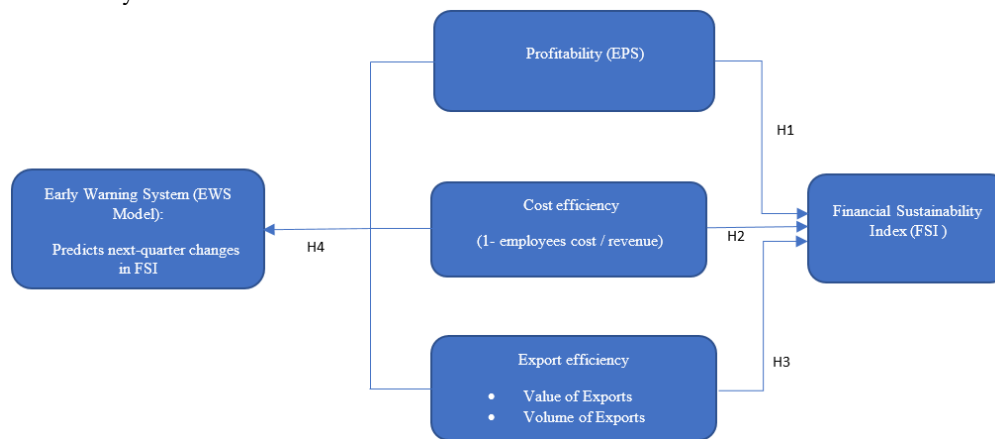 Profitability (EPS)
H1
Early Warning System (EWS
Model):
Predicts next-quarter changes
in FSI
H4
Cost efficiency
(1- employees cost / revenue)
H2
Financial Sustainability
Index (FSI )
Export efficiency
• Value of Exports
• Volume of Exports
H3